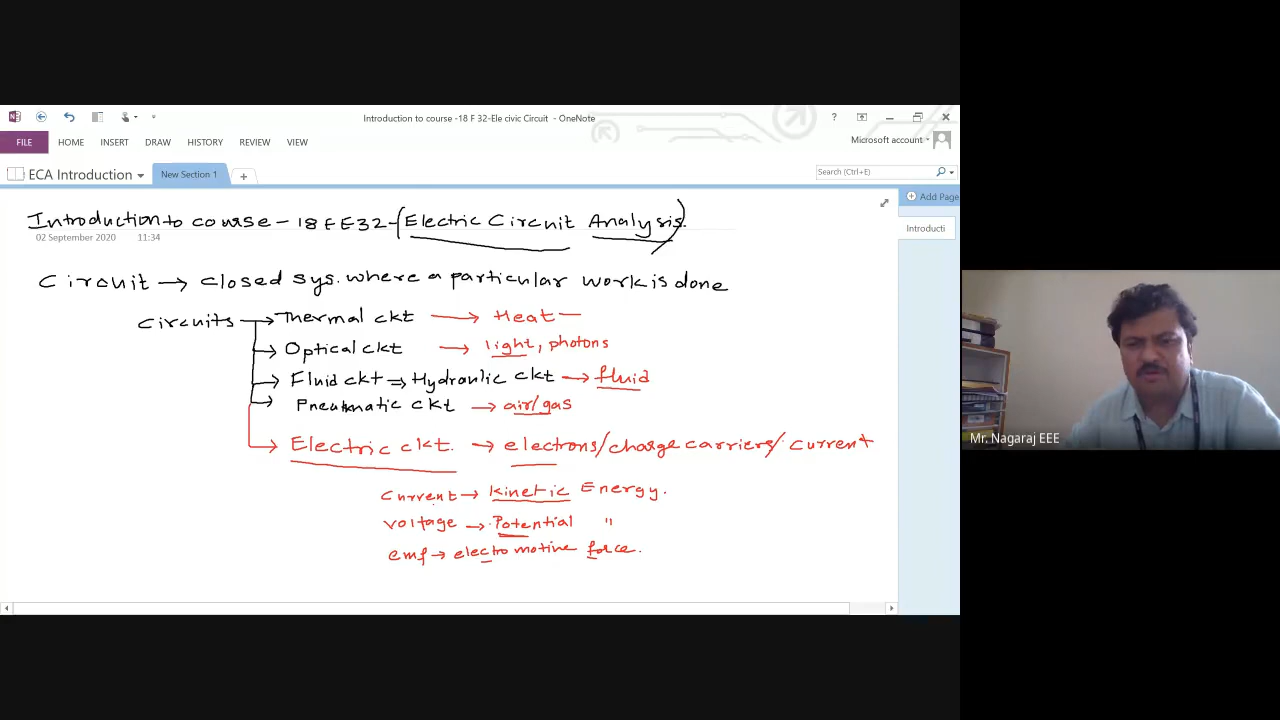 Introduction to course -18 F 32-Ele civic Circuit - OneNote
Microsoft account
FILE HOME INSERT DRAW HISTORY REVIEW VIEW
ECA Introduction New Section 1 Search (Ctrl+E)
Add Page
Introducti
Introduction to course - 18 EE32 - (Electric Circuit Analysis)
02 September 2020 11:34
Circuit → closed sys. where a particular work is done
Circuits → Thermal ckt → Heat —
→ Optical ckt → light, photons
→ Fluid ckt ⇒ Hydraulic ckt → fluid
→ Pneumatic ckt → air/gas
→ Electric ckt. → electrons/charge carriers/current
Current → Kinetic Energy.
Voltage → Potential "
emf → electro motive force.
Mr. Nagaraj EEE